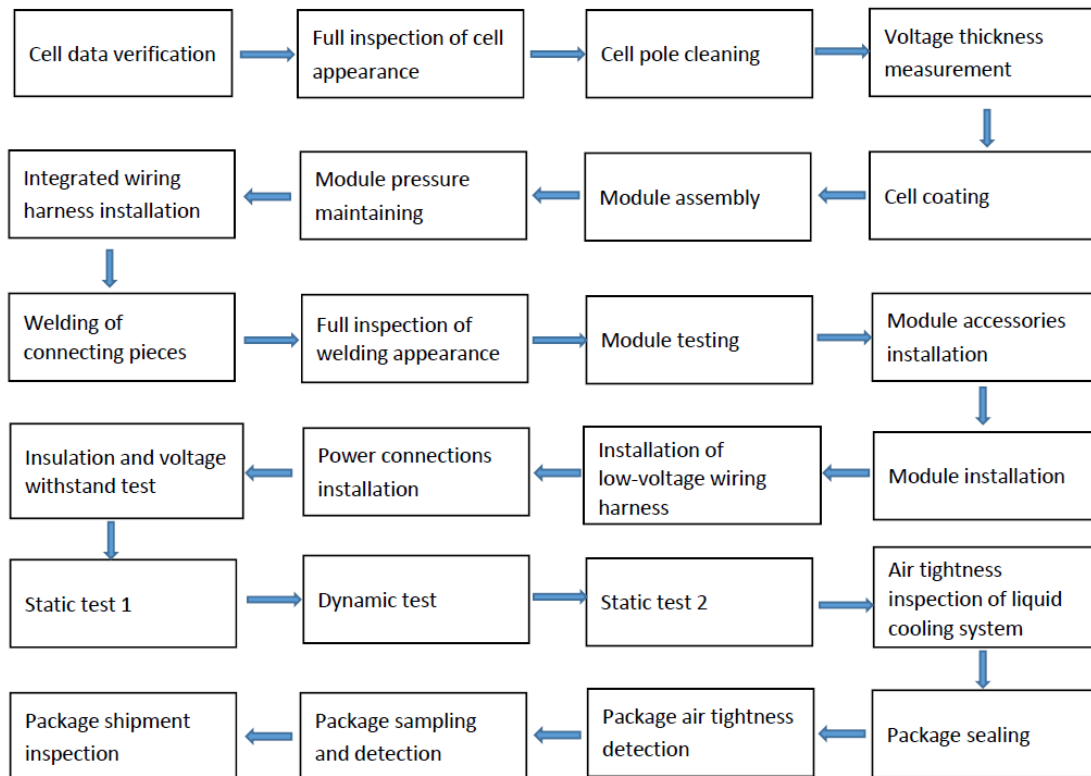 Cell data verification
Full inspection of cell
appearance
Cell pole cleaning
Voltage thickness
measurement
Integrated wiring
harness installation
Module pressure
maintaining
Module assembly
Cell coating
Welding of
connecting pieces
Full inspection of
welding appearance
Module testing
Module accessories
installation
Insulation and voltage
withstand test
Power connections
installation
Installation of
low-voltage wiring
harness
Module installation
Static test 1
Dynamic test
Static test 2
Air tightness
inspection of liquid
cooling system
Package shipment
inspection
Package sampling
and detection
Package air tightness
detection
Package sealing